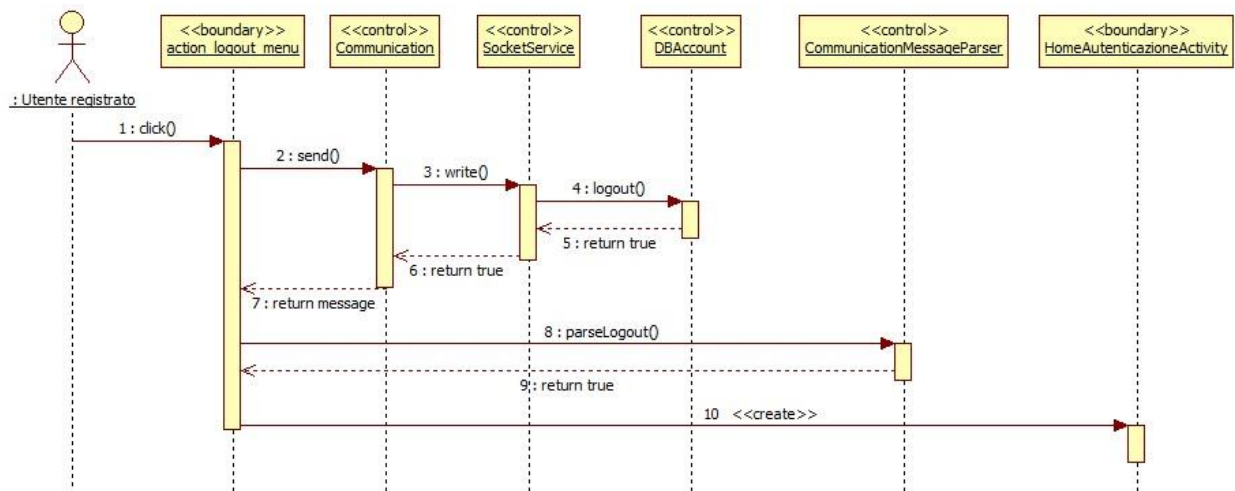 <<boundary>>
action_logout_menu
<<control>>
Communication
<<control>>
SocketService
<<control>>
DBAccount
<<control>>
CommunicationMessageParser
<<boundary>>
HomeAutenticazioneActivity
: Utente registrato
1 : click()
2 : send()
3 : write()
4 : logout()
5 : return true
6 : return true
7 : return message
8 : parseLogout()
9 : return true
10 <<create>>